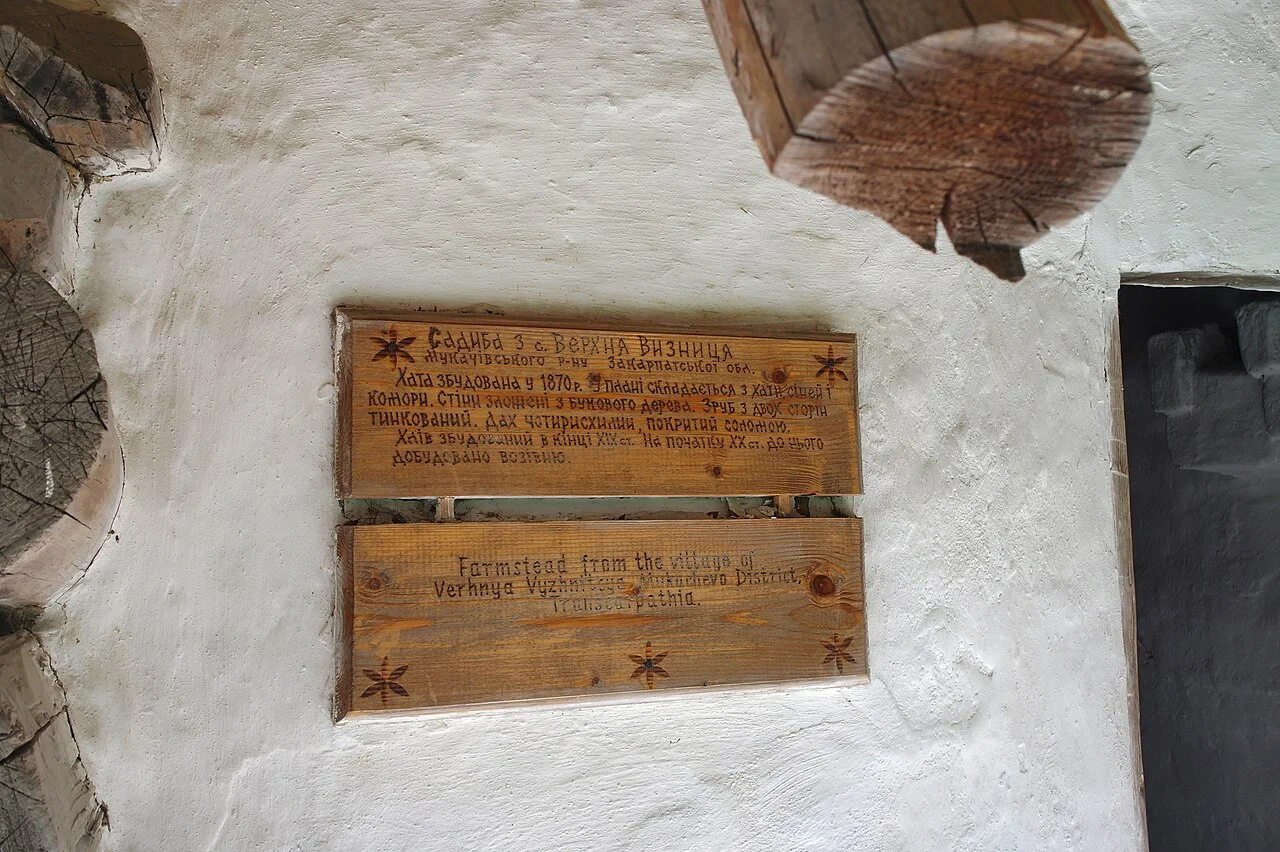 Садиба з с. Верхна Визниця
Мукачівського р-ну Закарпатської обл.
Хата збудована у 1870 р. У плані складається з хати, сіней і
комори. Стіни зложені з букового дерева. Зруб з двох сторін
тинкований. Дах чотирисхилий, покритий соломою.
Хлів збудований в кінці XIX ст. На початку XX ст. до нього
добудовано возівню.
Farmstead from the village of
Verhnya Vyzhnitsya, Mukacheva District,
Transcarpathia.